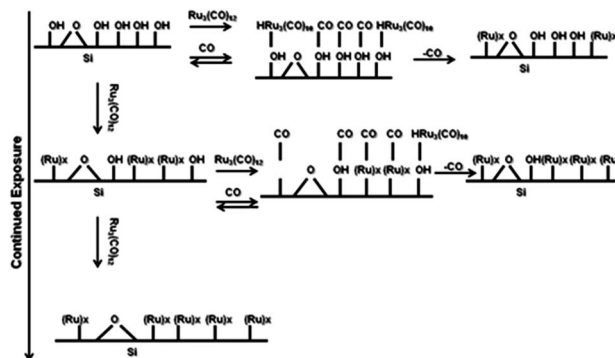 HRu₃(CO)₁₆ CO CO CO HRu₃(CO)₁₆
OH O OH OH OH OH Ru₃(CO)₁₂ CO -CO (Ru)x O OH OH OH (Ru)x
OH O OH OH OH OH
Si Si
Ru₃(CO)₁₂
CO CO CO CO HRu₃(CO)₁₆
(Ru)x O OH (Ru)x (Ru)x OH Ru₃(CO)₁₂ CO O OH (Ru)x (Ru)x OH -CO (Ru)x O OH(Ru)x (Ru)x (Ru
Si Si
Ru₃(CO)₁₂
(Ru)x O (Ru)x (Ru)x (Ru)x (Ru)x
Si
Continued Exposure